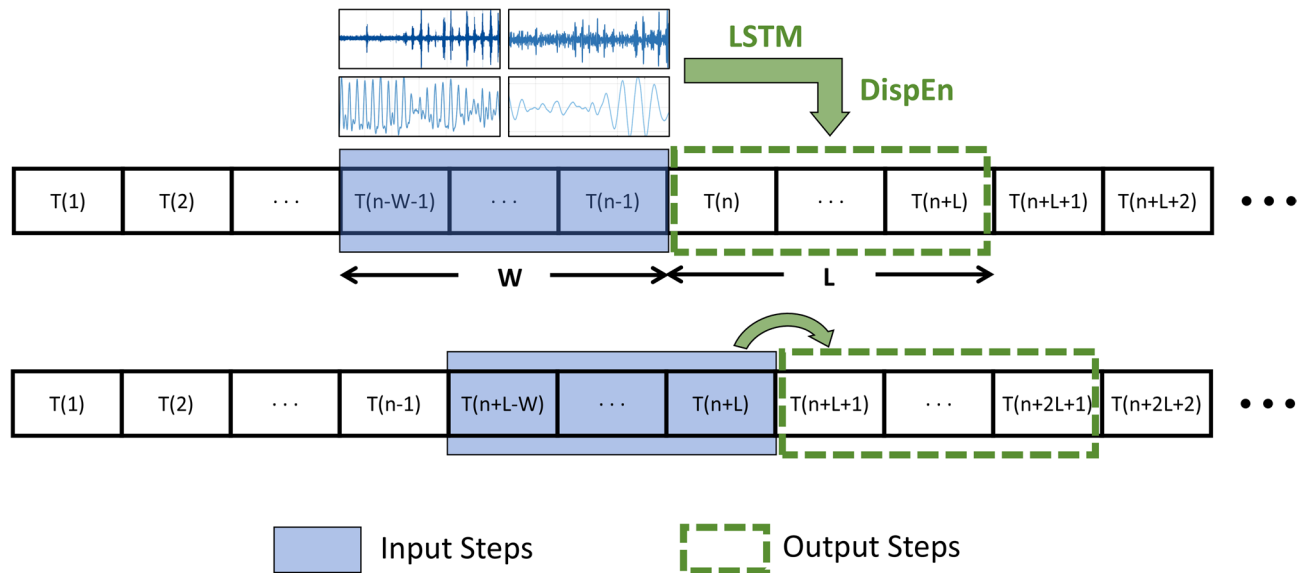 LSTM
DispEn
T(1) T(2) ··· T(n-W-1) ··· T(n-1) T(n) ··· T(n+L) T(n+L+1) T(n+L+2) •••
W L
T(1) T(2) ··· T(n-1) T(n+L-W) ··· T(n+L) T(n+L+1) ··· T(n+2L+1) T(n+2L+2) •••
Input Steps Output Steps